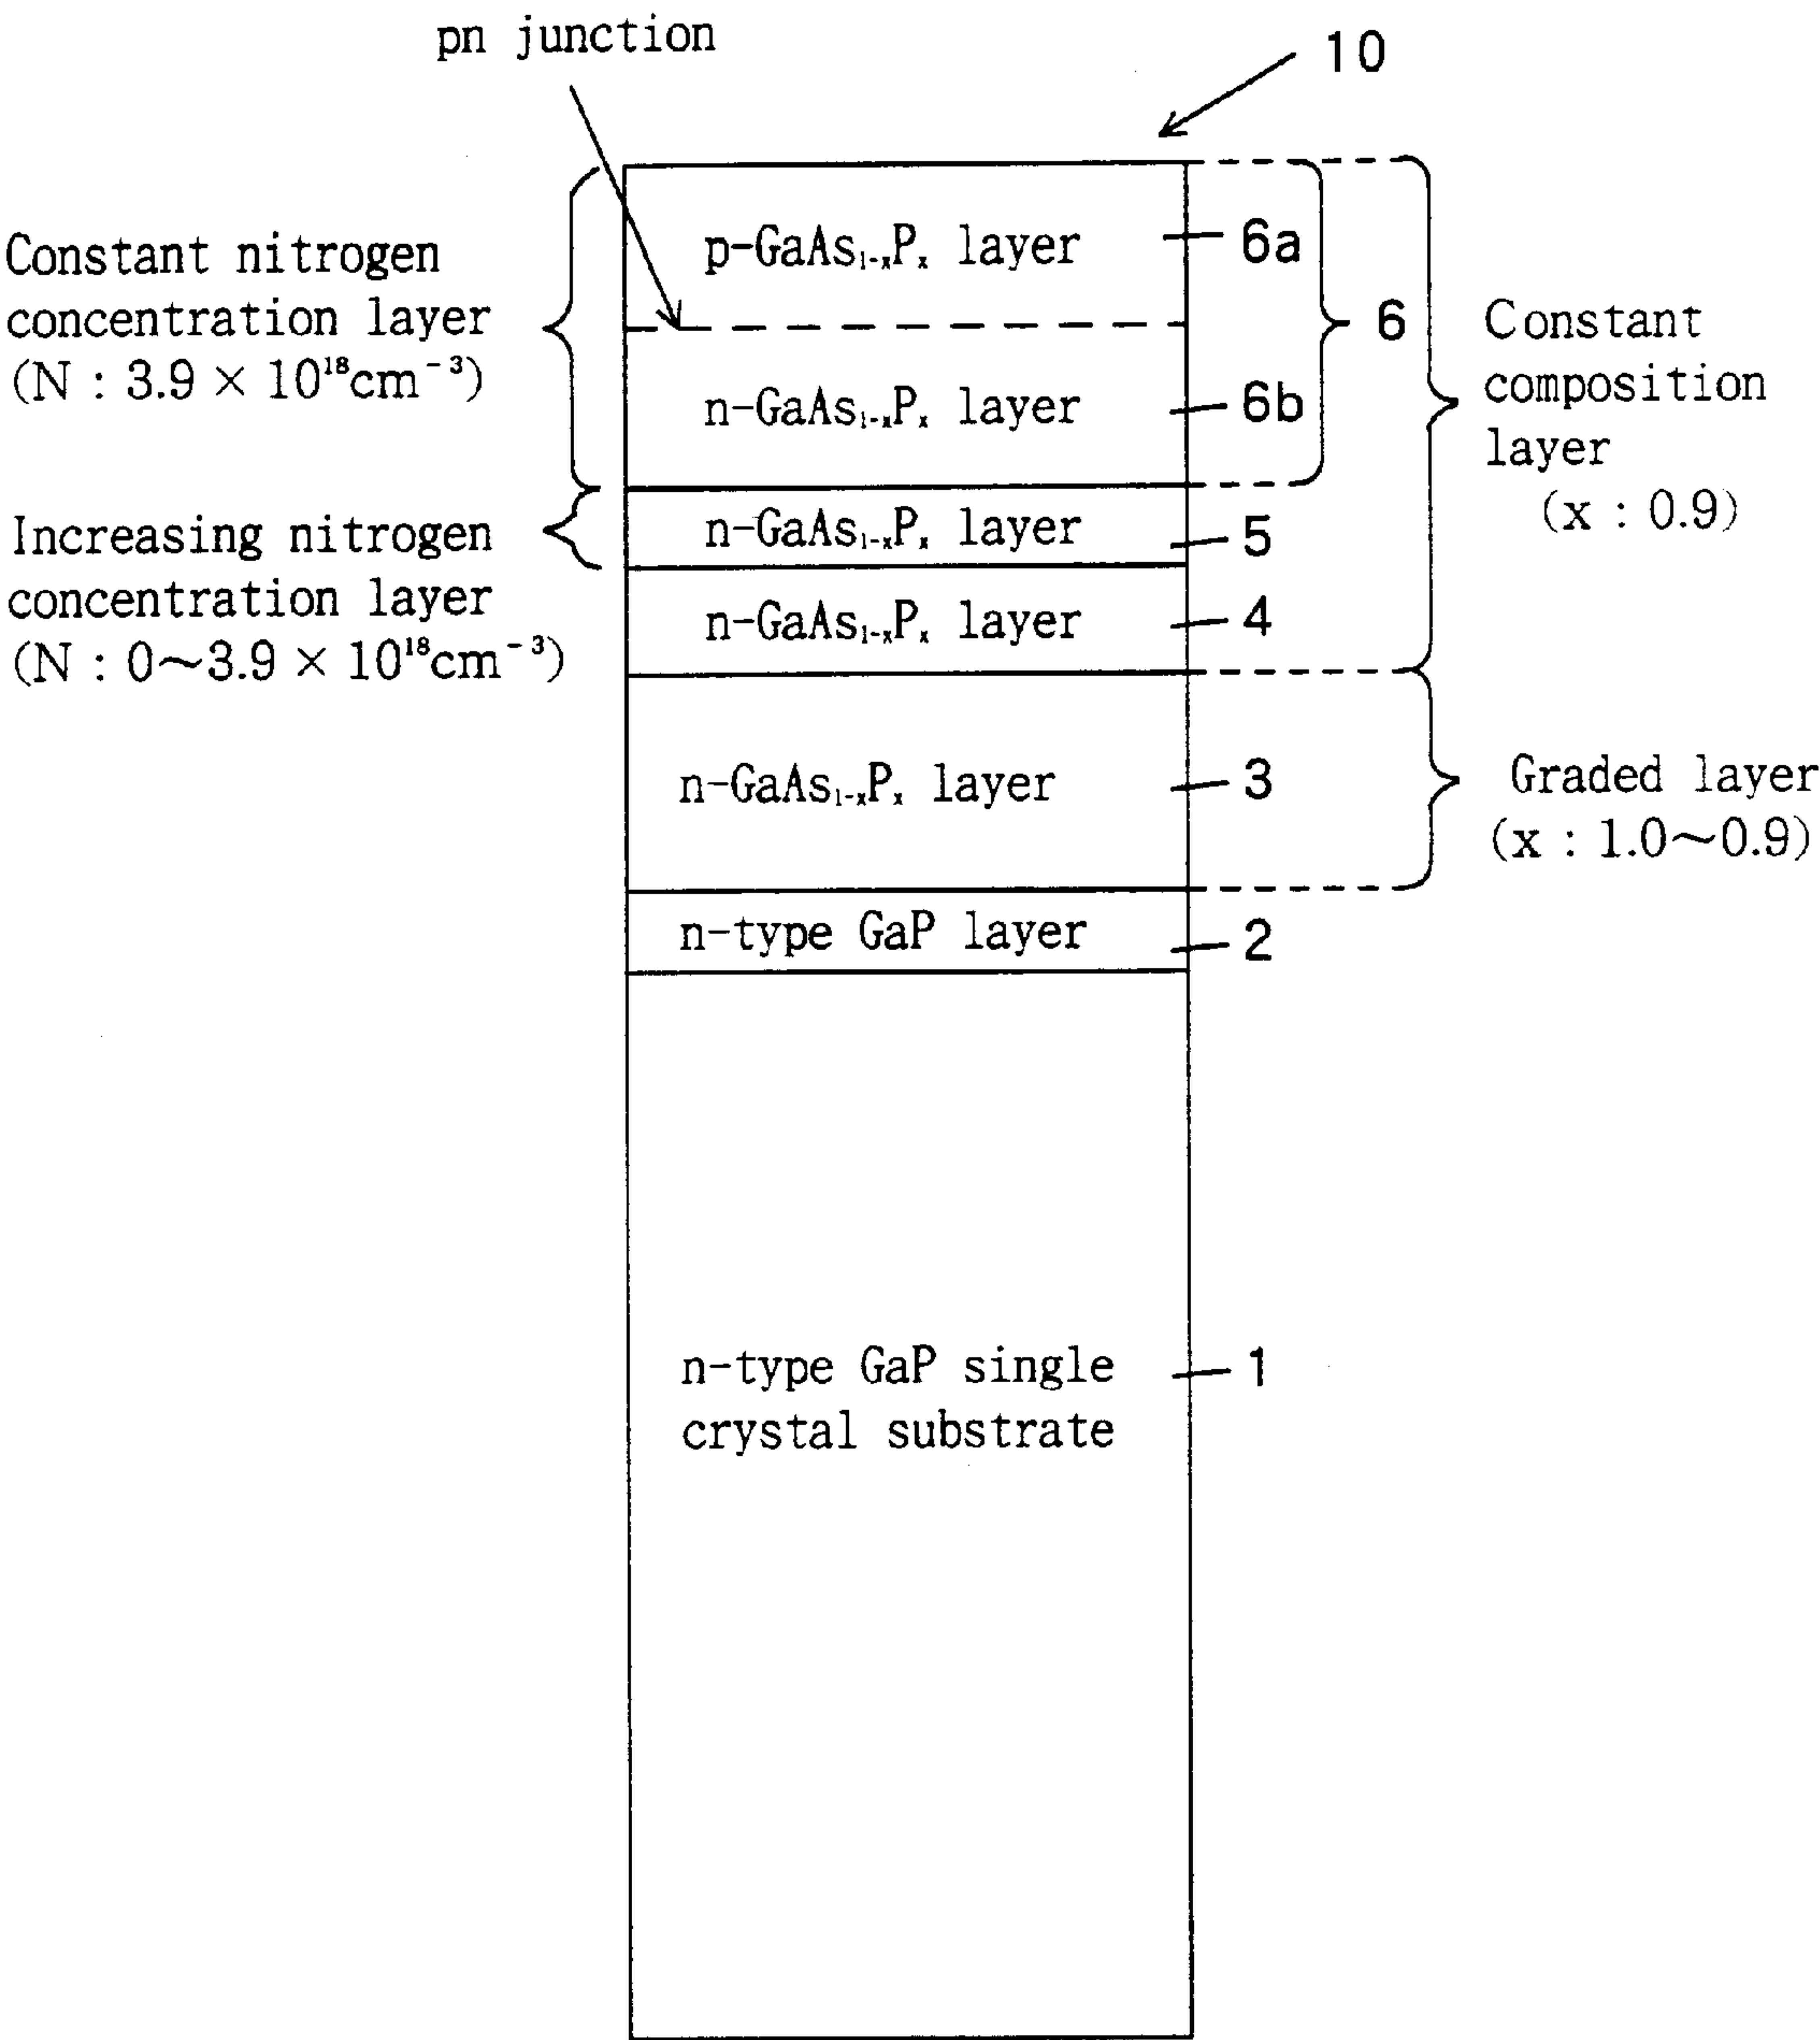 pn junction
10
Constant nitrogen
concentration layer
(N : 3.9 × 10¹⁸cm⁻³)
p-GaAs₁₋ₓPₓ layer
6a
6
n-GaAs₁₋ₓPₓ layer
6b
Constant
composition
layer
(x : 0.9)
Increasing nitrogen
concentration layer
(N : 0~3.9 × 10¹⁸cm⁻³)
n-GaAs₁₋ₓPₓ layer
5
n-GaAs₁₋ₓPₓ layer
4
n-GaAs₁₋ₓPₓ layer
3
Graded layer
(x : 1.0~0.9)
n-type GaP layer
2
n-type GaP single
crystal substrate
1